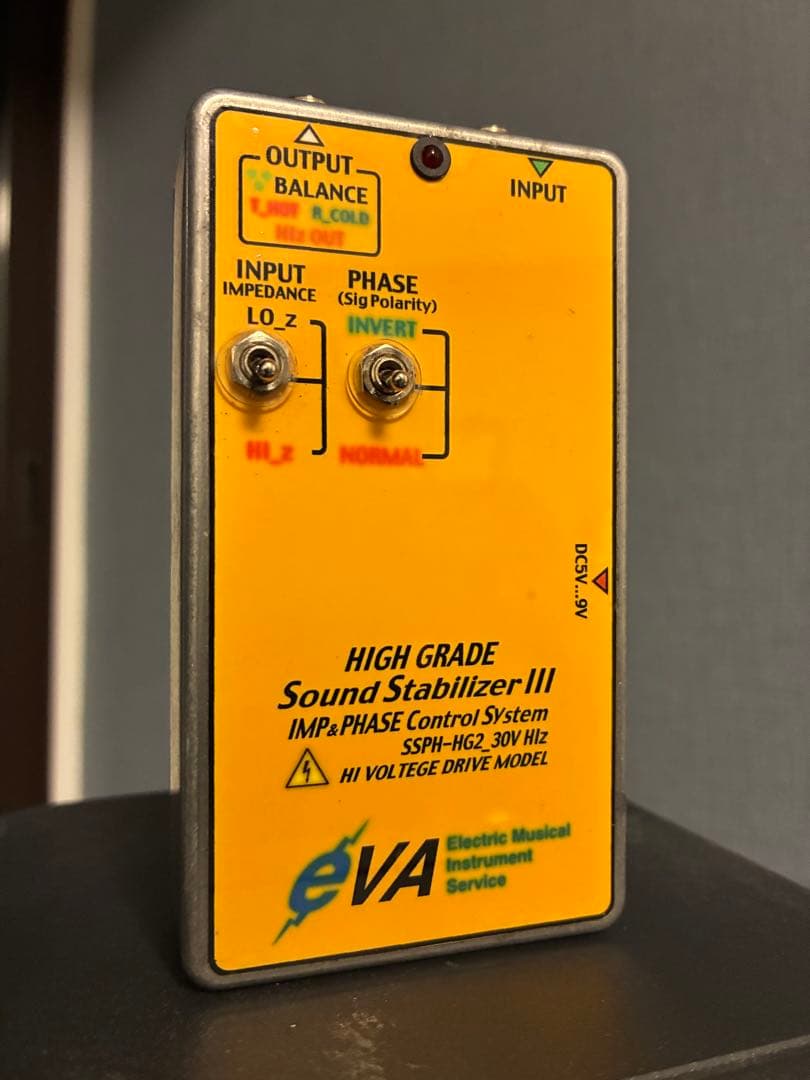 OUTPUT
BALANCE
T_HOT R_COLD
HIz OUT
INPUT
INPUT
IMPEDANCE
LO_z
HI_z
PHASE
(Sig Polarity)
INVERT
NORMAL
DC5V...9V
HIGH GRADE
Sound Stabilizer III
IMP&PHASE Control SYstem
SSPH-HG2_30V HIz
HI VOLTEGE DRIVE MODEL
eVA
Electric Musical
Instrument
Service